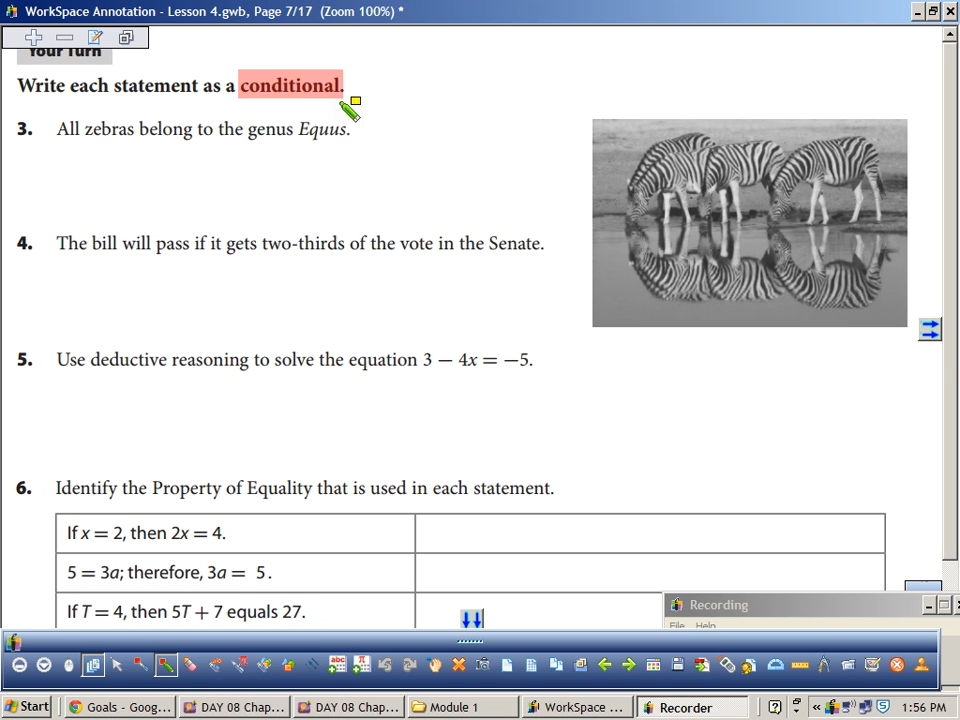 WorkSpace Annotation - Lesson 4.gwb, Page 7/17 (Zoom 100%) *
Your Turn
Write each statement as a conditional.
3. All zebras belong to the genus Equus.
4. The bill will pass if it gets two-thirds of the vote in the Senate.
5. Use deductive reasoning to solve the equation 3 − 4x = −5.
6. Identify the Property of Equality that is used in each statement.
If x = 2, then 2x = 4.
5 = 3a; therefore, 3a = 5.
If T = 4, then 5T + 7 equals 27.
Recording
File Help
abc
Start
Goals - Goog...
DAY 08 Chap...
DAY 08 Chap...
Module 1
WorkSpace ...
Recorder
1:56 PM